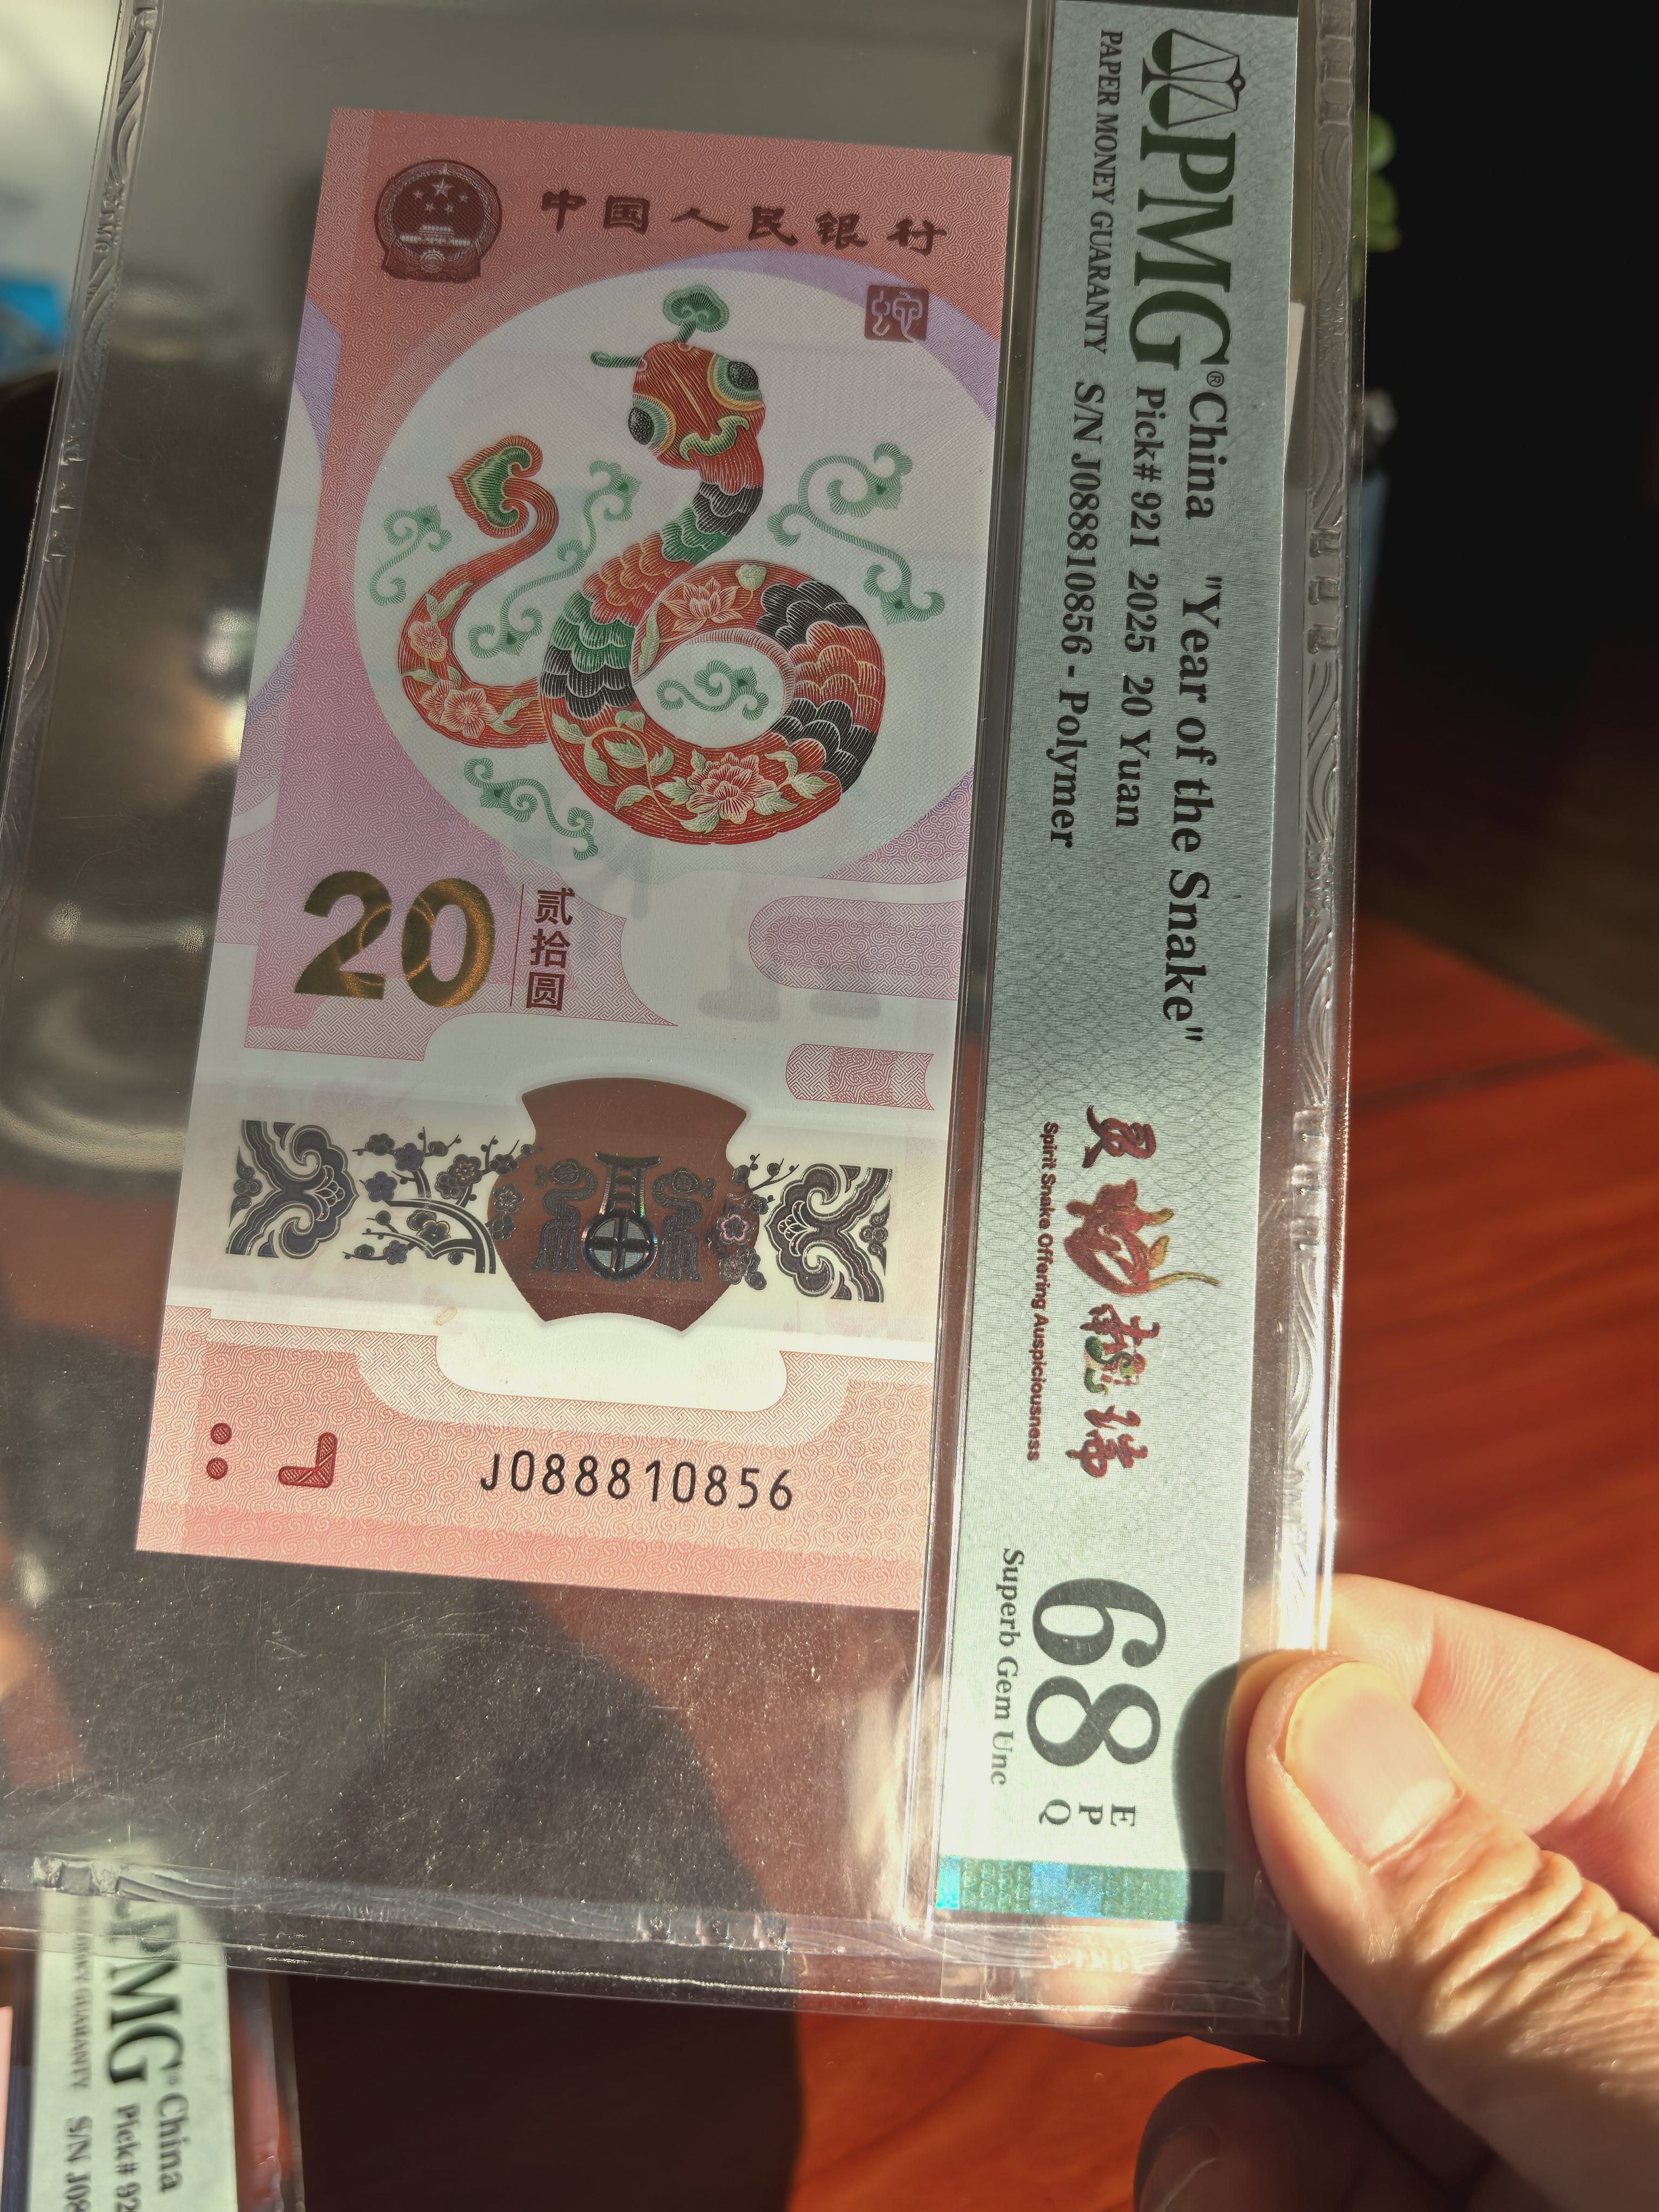 中国人民银行
蛇
20
贰拾圆
J088810856
PMG®
PAPER MONEY GUARANTY
China "Year of the Snake"
Pick# 921 2025 20 Yuan
S/N J088810856 - Polymer
灵蛇献瑞
Spirit Snake Offering Auspiciousness
68
EPQ
Superb Gem Unc
PMG®
China
Pick# 92
S/N J08